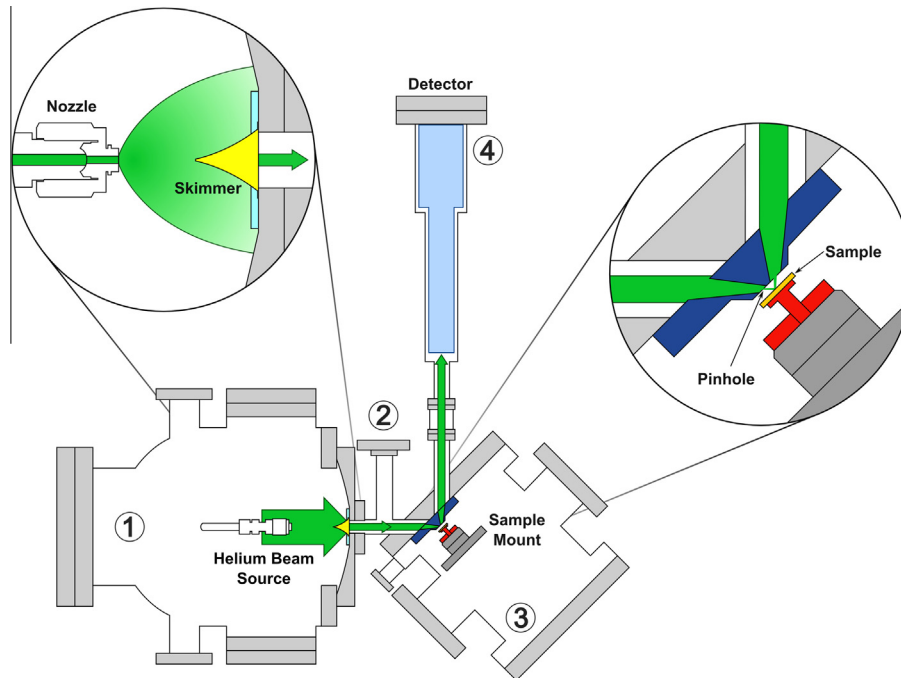 Detector
Nozzle
④
Skimmer
Sample
Pinhole
②
①
Helium Beam
Source
Sample
Mount
③